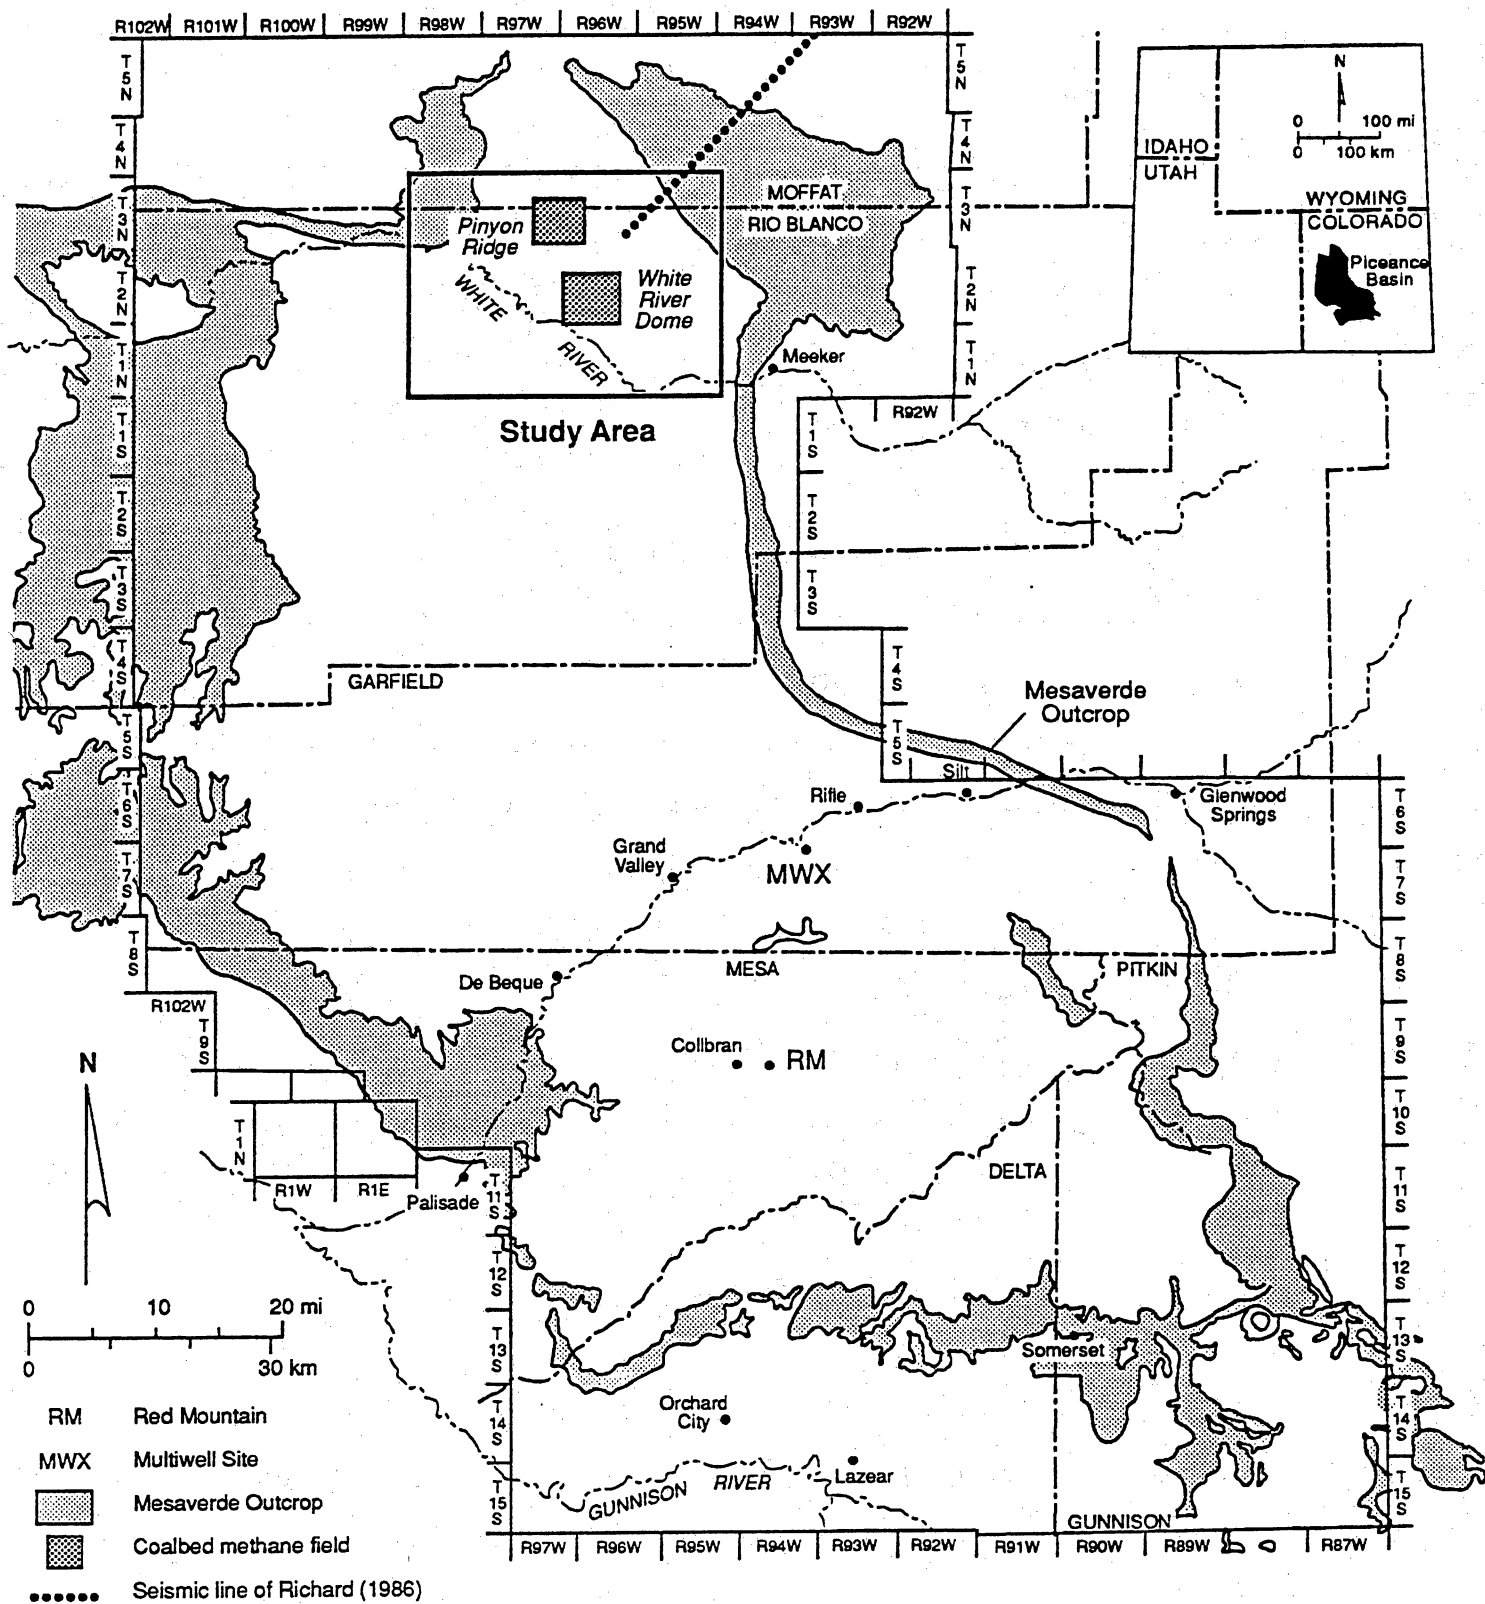 R102W R101W R100W R99W R98W R97W R96W R95W R94W R93W R92W
T5N
T4N
T3N
T2N
T1N
T1S
T2S
T3S
T4S
T5S
T6S
T7S
T8S
R102W
T9S
T1N
R1W R1E
T5N
T4N
T3N
T2N
T1N
R92W
T1S
T2S
T3S
T4S
T5S
N
0 100 mi
0 100 km
IDAHO
UTAH
WYOMING
COLORADO
Piceance
Basin
MOFFAT
RIO BLANCO
Pinyon
Ridge
White
River
Dome
WHITE
RIVER
Meeker
Study Area
GARFIELD
Mesaverde
Outcrop
Silt
Rifle
Glenwood
Springs
Grand
Valley
MWX
MESA
PITKIN
De Beque
Collbran
RM
DELTA
Palisade
Somerset
Orchard
City
Lazear
GUNNISON RIVER
GUNNISON
T6S
T7S
T8S
T9S
T10S
T11S
T12S
T13S
T14S
T15S
T11S
T12S
T13S
T14S
T15S
R97W R96W R95W R94W R93W R92W R91W R90W R89W R87W
N
0 10 20 mi
0 30 km
RM Red Mountain
MWX Multiwell Site
Mesaverde Outcrop
Coalbed methane field
Seismic line of Richard (1986)